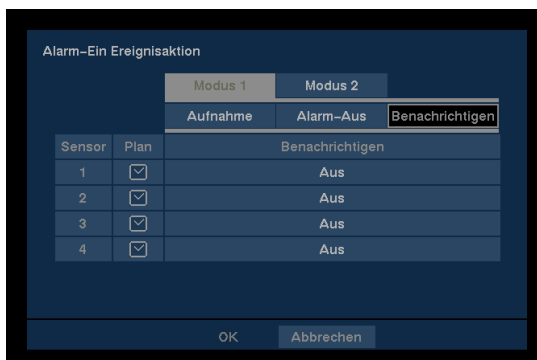 Alarm-Ein Ereignisaktion
Modus 1 Modus 2
Aufnahme Alarm-Aus Benachrichtigen
Sensor Plan Benachrichtigen
1 Aus
2 Aus
3 Aus
4 Aus
OK Abbrechen